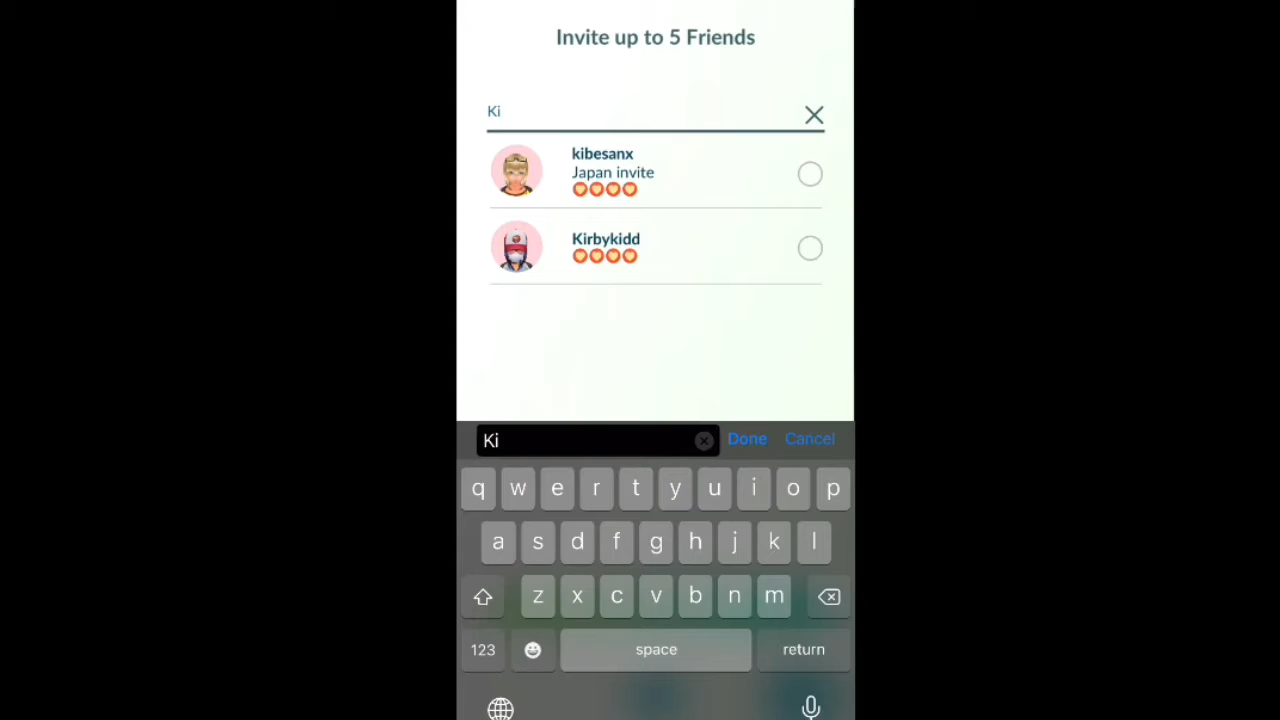 Invite up to 5 Friends
Ki
kibesanx
Japan invite
Kirbykidd
Ki Done Cancel
q w e r t y u i o p
a s d f g h j k l
z x c v b n m
123 space return